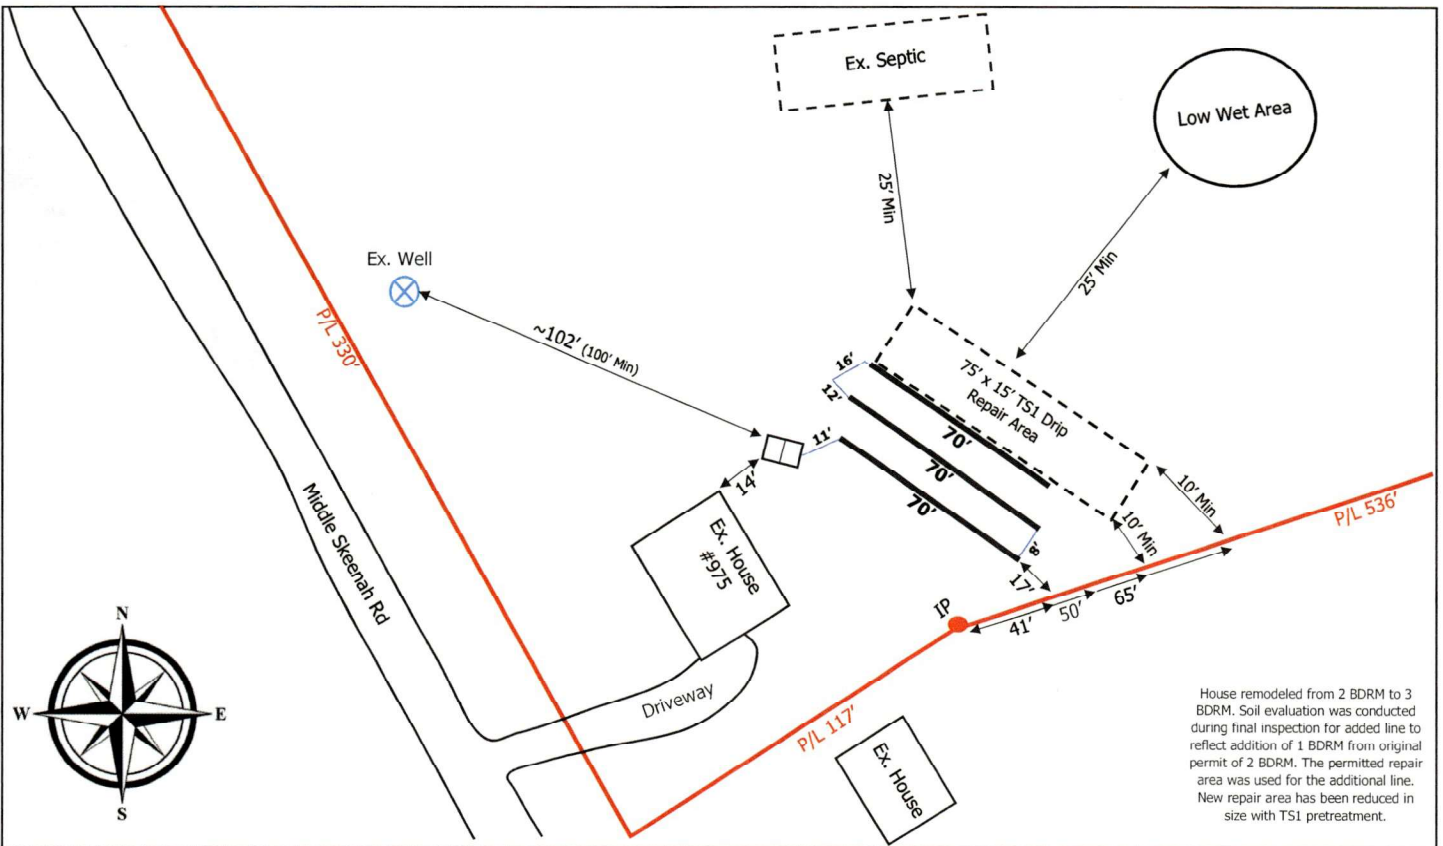 Ex. Septic
Low Wet Area
25' Min
25' Min
Ex. Well
P/L 330'
~102' (100' Min)
16'
12'
11'
75' x 15' TS1 Drip
Repair Area
70'
70'
70'
14'
10' Min
10' Min
P/L 536'
8'
17'
Middle Skeenah Rd
Ex. House
#975
IP
41'
50'
65'
N
W
E
S
Driveway
P/L 117'
Ex. House
House remodeled from 2 BDRM to 3
BDRM. Soil evaluation was conducted
during final inspection for added line to
reflect addition of 1 BDRM from original
permit of 2 BDRM. The permitted repair
area was used for the additional line.
New repair area has been reduced in
size with TS1 pretreatment.